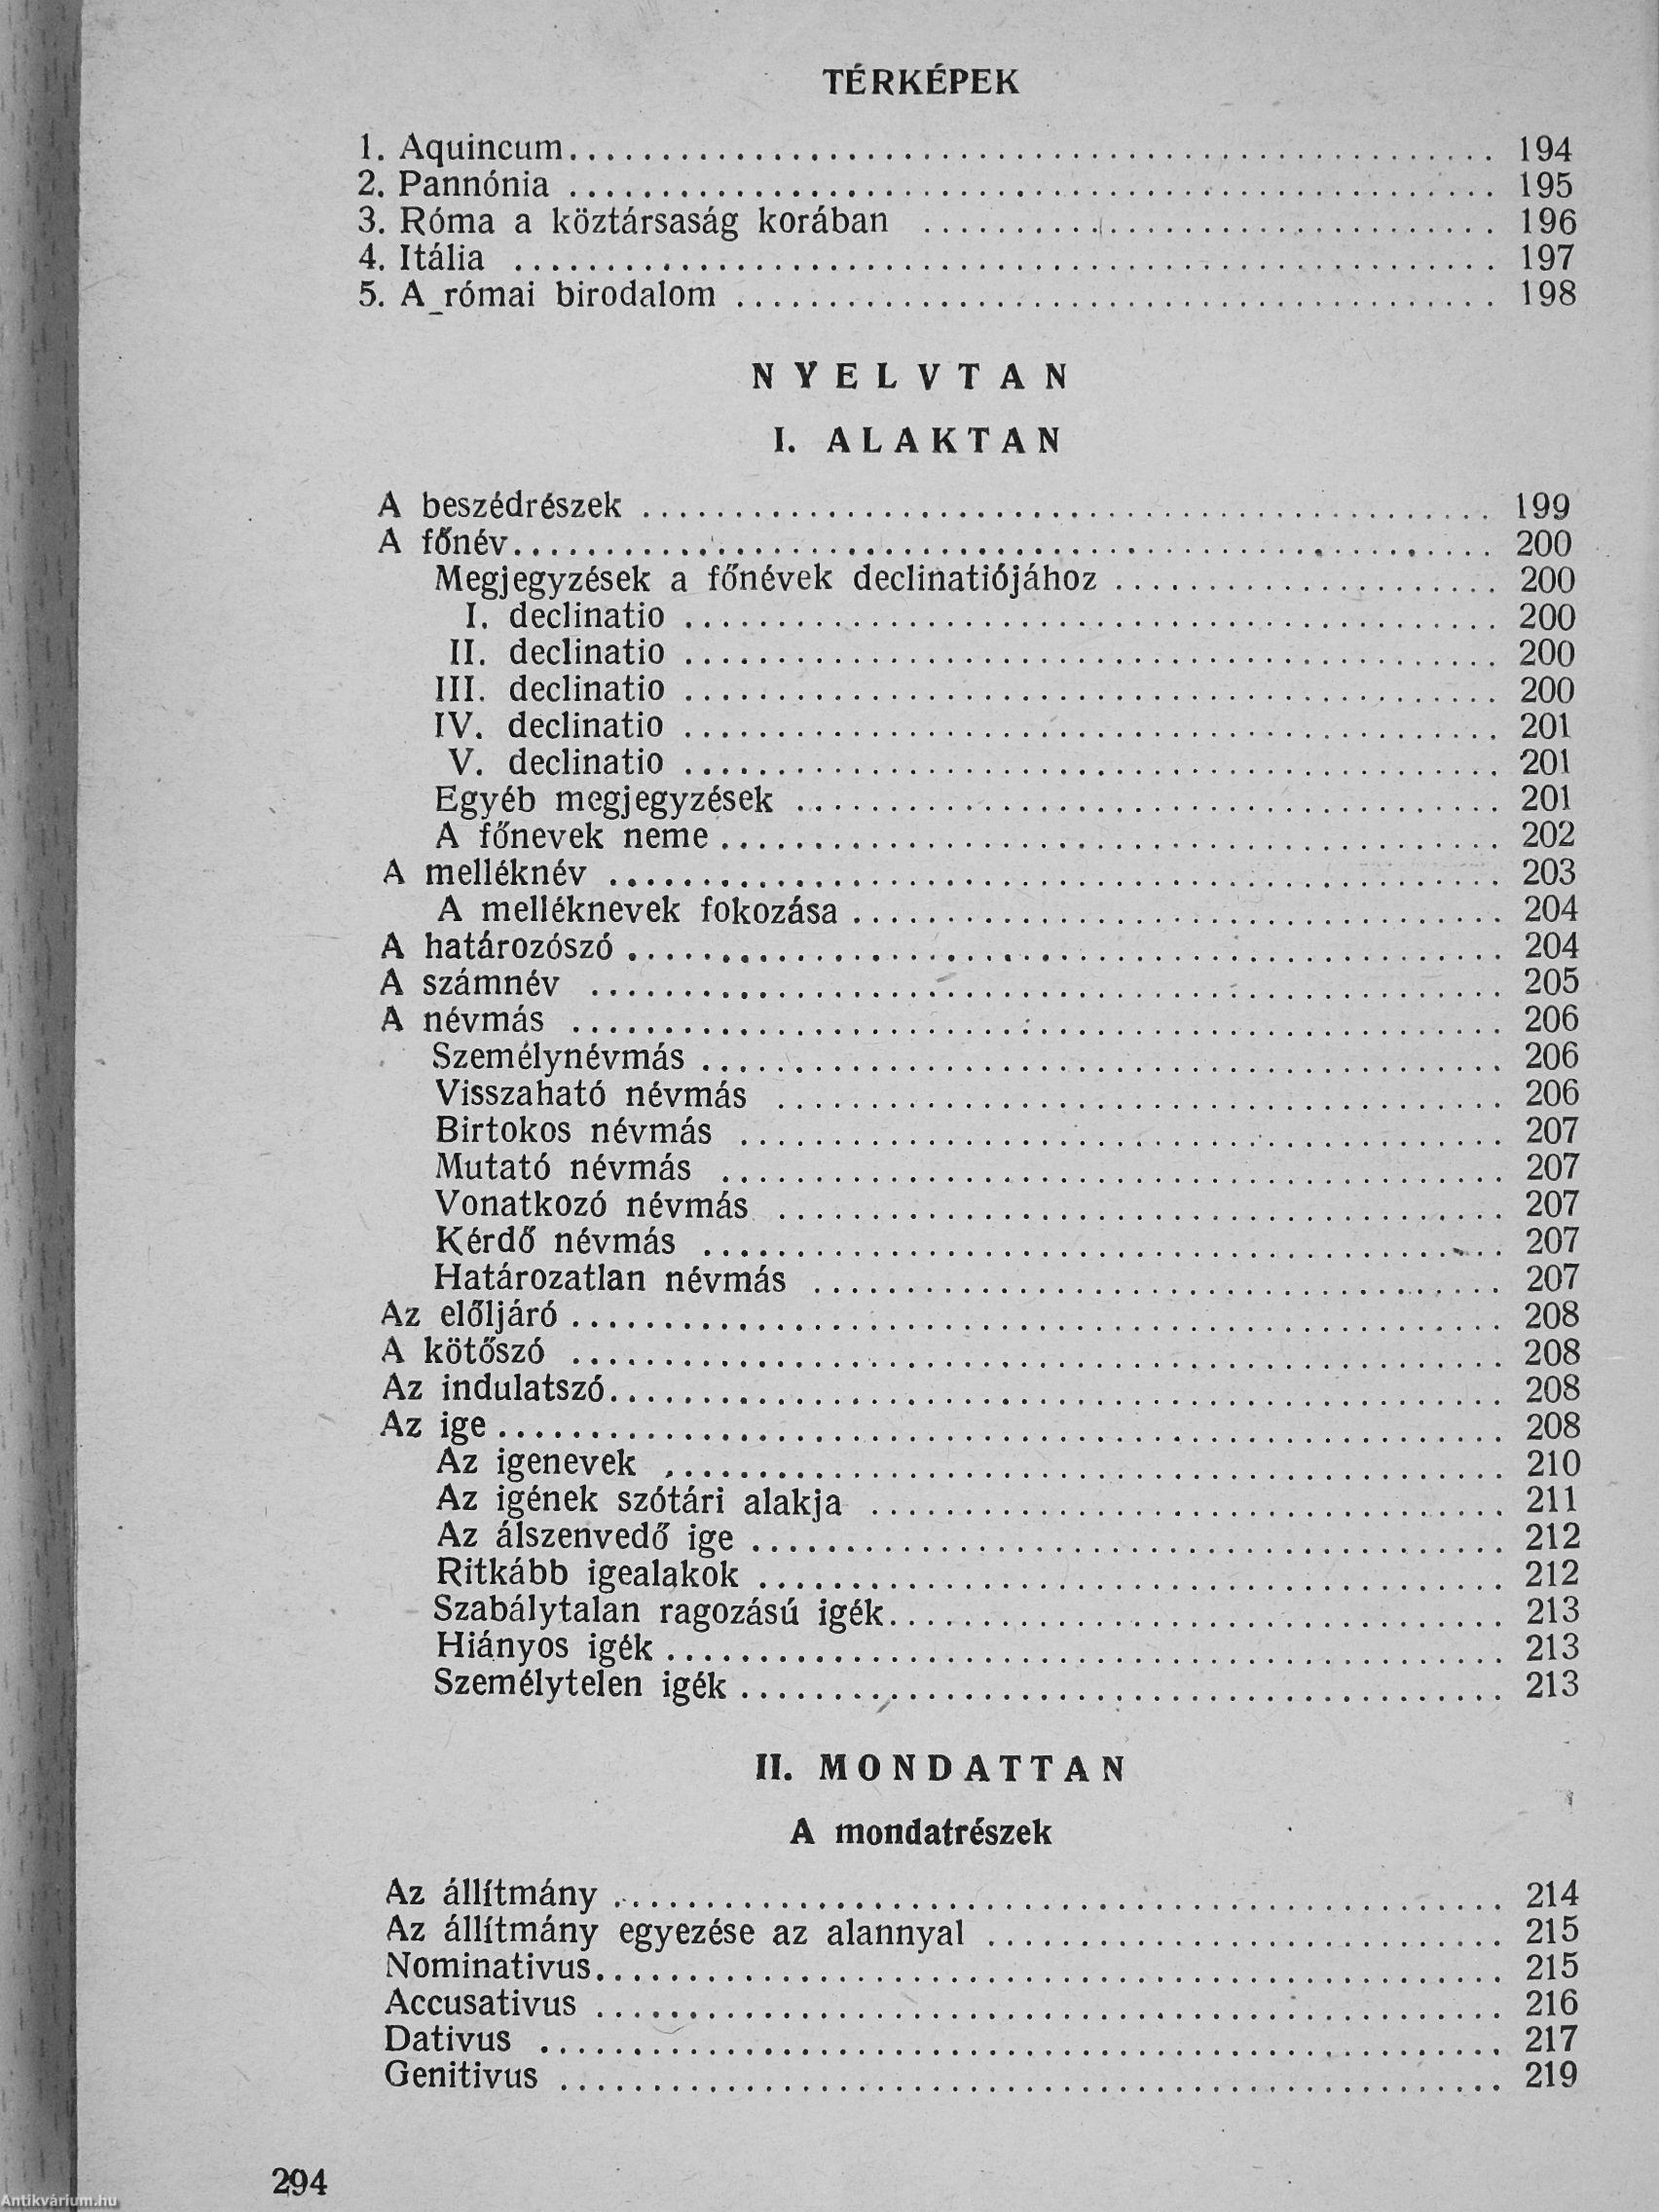 TÉRKÉPEK
1. Aquincum........ 194
2. Pannónia ........ 195
3. Róma a köztársaság korában ........ 196
4. Itália ........ 197
5. A római birodalom ........ 198
NYELVTAN
I. ALAKTAN
A beszédrészek ........ 199
A főnév........ 200
Megjegyzések a főnévek declinatiójához ........ 200
I. declinatio ........ 200
II. declinatio ........ 200
III. declinatio ........ 200
IV. declinatio ........ 201
V. declinatio ........ 201
Egyéb megjegyzések ........ 201
A főnevek neme ........ 202
A melléknév ........ 203
A melléknevek fokozása ........ 204
A határozószó ........ 204
A számnév ........ 205
A névmás ........ 206
Személynévmás ........ 206
Visszaható névmás ........ 206
Birtokos névmás ........ 207
Mutató névmás ........ 207
Vonatkozó névmás ........ 207
Kérdő névmás ........ 207
Határozatlan névmás ........ 207
Az előljáró ........ 208
A kötőszó ........ 208
Az indulatszó........ 208
Az ige ........ 208
Az igenevek ........ 210
Az igének szótári alakja ........ 211
Az álszenvedő ige ........ 212
Ritkább igealakok ........ 212
Szabálytalan ragozású igék........ 213
Hiányos igék ........ 213
Személytelen igék ........ 213
II. MONDATTAN
A mondatrészek
Az állítmány ........ 214
Az állítmány egyezése az alannyal ........ 215
Nominativus........ 215
Accusativus ........ 216
Dativus ........ 217
Genitivus ........ 219
294
Antikvárium.hu